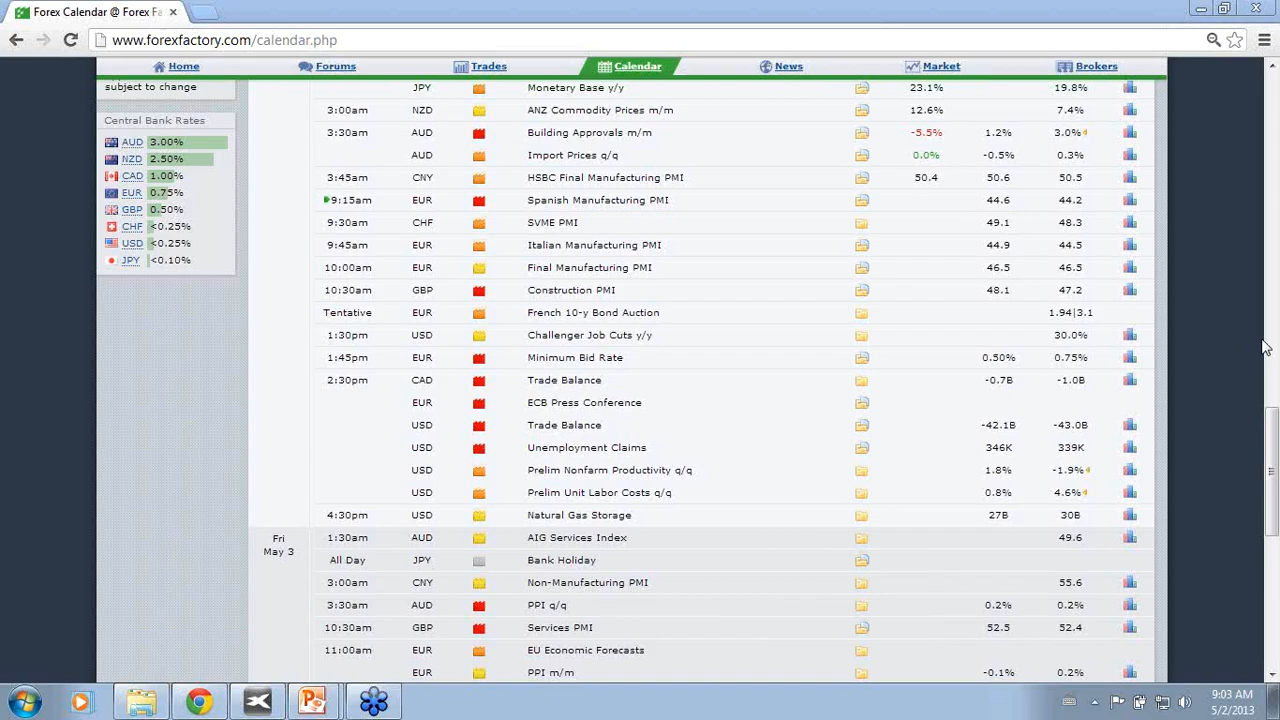 Forex Calendar @ Forex Fa
www.forexfactory.com/calendar.php
Home Forums Trades Calendar News Market Brokers
subject to change
Central Bank Rates
AUD 3.00%
NZD 2.50%
CAD 1.00%
EUR 0.75%
GBP 0.50%
CHF <0.25%
USD <0.25%
JPY <0.10%
JPY Monetary Base y/y 23.1% 19.8%
3:00am NZD ANZ Commodity Prices m/m 12.6% 7.4%
3:30am AUD Building Approvals m/m -5.5% 1.2% 3.0%
AUD Import Prices q/q 0.0% -0.5% 0.3%
3:45am CNY HSBC Final Manufacturing PMI 50.4 50.6 50.5
9:15am EUR Spanish Manufacturing PMI 44.6 44.2
9:30am CHF SVME PMI 49.1 48.3
9:45am EUR Italian Manufacturing PMI 44.9 44.5
10:00am EUR Final Manufacturing PMI 46.5 46.5
10:30am GBP Construction PMI 48.1 47.2
Tentative EUR French 10-y Bond Auction 1.94|3.1
1:30pm USD Challenger Job Cuts y/y 30.0%
1:45pm EUR Minimum Bid Rate 0.50% 0.75%
2:30pm CAD Trade Balance -0.7B -1.0B
EUR ECB Press Conference
USD Trade Balance -42.1B -43.0B
USD Unemployment Claims 346K 339K
USD Prelim Nonfarm Productivity q/q 1.8% -1.9%
USD Prelim Unit Labor Costs q/q 0.8% 4.6%
4:30pm USD Natural Gas Storage 27B 30B
Fri
May 3
1:30am AUD AIG Services Index 49.6
All Day JPY Bank Holiday
3:00am CNY Non-Manufacturing PMI 55.6
3:30am AUD PPI q/q 0.2% 0.2%
10:30am GBP Services PMI 52.5 52.4
11:00am EUR EU Economic Forecasts
EUR PPI m/m -0.1% 0.2%
9:03 AM
5/2/2013